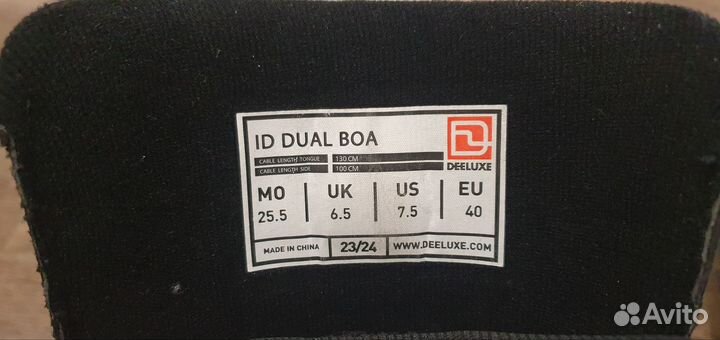 ID DUAL BOA
CABLE LENGTH TONGUE 130 CM
CABLE LENGTH SIDE 100 CM
DEELUXE
MO UK US EU
25.5 6.5 7.5 40
MADE IN CHINA 23/24 WWW.DEELUXE.COM
Avito